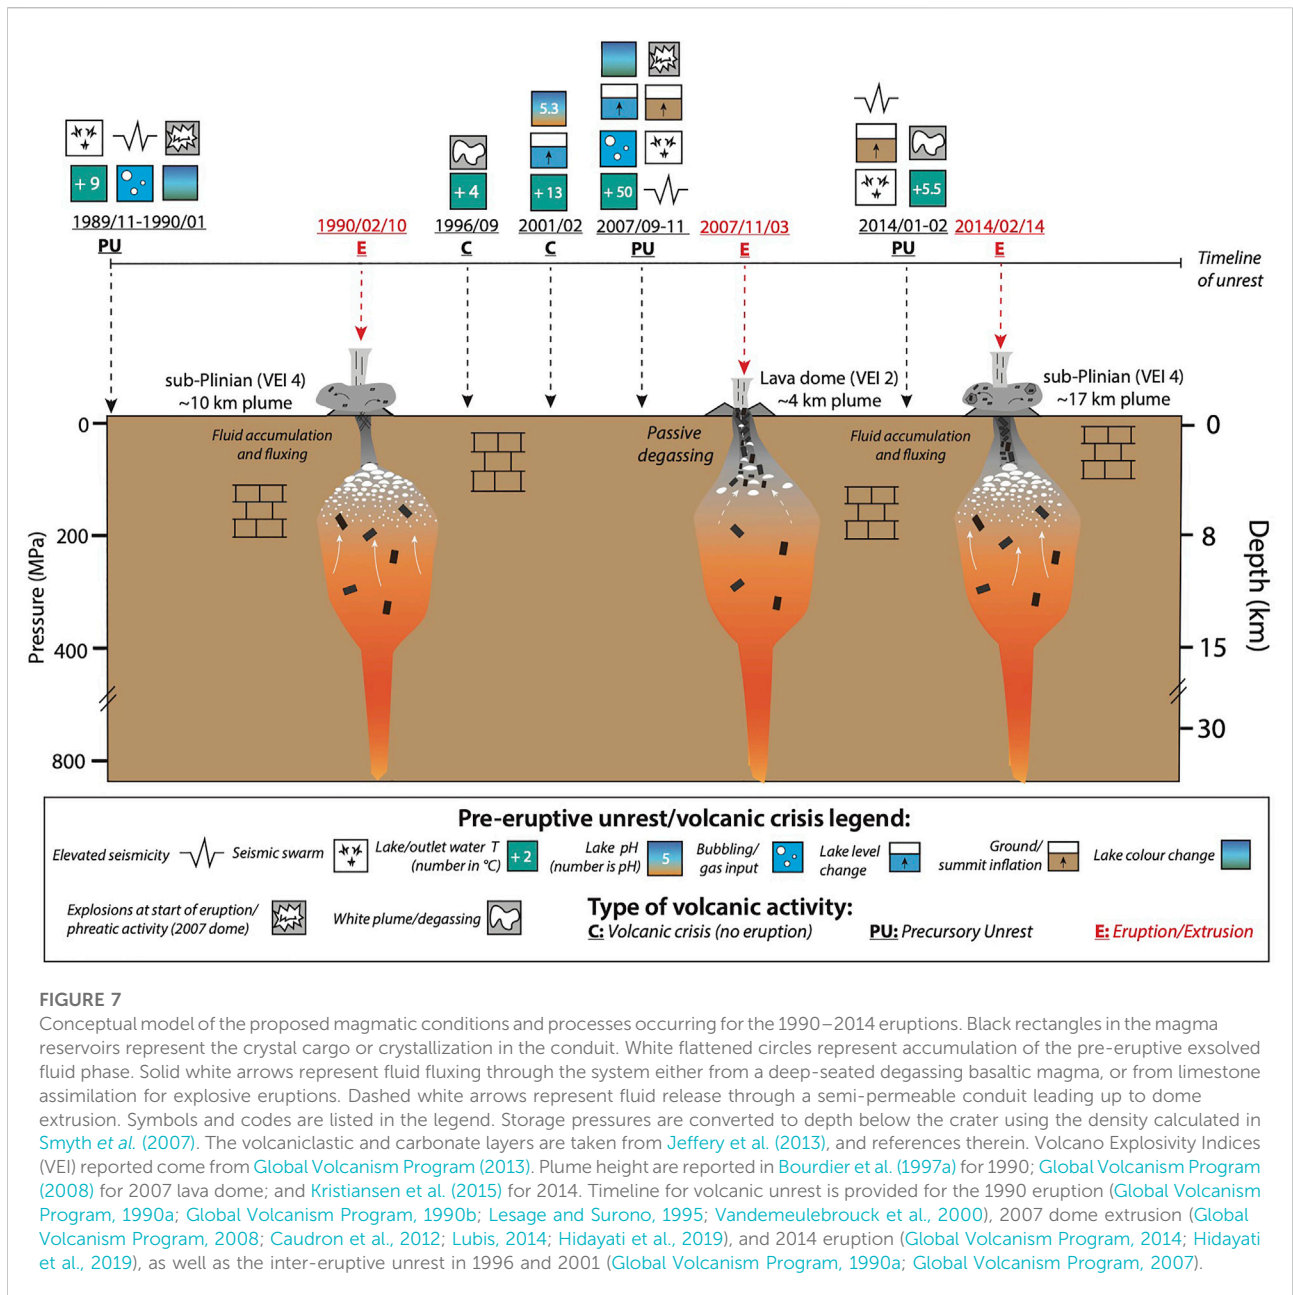 5.3
+ 9
+ 4
+ 13
+ 50
+5.5
1989/11-1990/01
1990/02/10
1996/09
2001/02
2007/09-11
2007/11/03
2014/01-02
2014/02/14
PU
E
C
C
PU
E
PU
E
Timeline
of unrest
sub-Plinian (VEI 4)
~10 km plume
Lava dome (VEI 2)
~4 km plume
sub-Plinian (VEI 4)
~17 km plume
Fluid accumulation
and fluxing
Passive
degassing
Fluid accumulation
and fluxing
Pressure (MPa)
0
200
400
800
Depth (km)
0
8
15
30
Pre-eruptive unrest/volcanic crisis legend:
Elevated seismicity
Seismic swarm
Lake/outlet water T
(number in °C)
+ 2
Lake pH
(number is pH)
5
Bubbling/
gas input
Lake level
change
Ground/
summit inflation
Lake colour change
Explosions at start of eruption/
phreatic activity (2007 dome)
White plume/degassing
Type of volcanic activity:
C: Volcanic crisis (no eruption)
PU: Precursory Unrest
E: Eruption/Extrusion
FIGURE 7
Conceptual model of the proposed magmatic conditions and processes occurring for the 1990–2014 eruptions. Black rectangles in the magma
reservoirs represent the crystal cargo or crystallization in the conduit. White flattened circles represent accumulation of the pre-eruptive exsolved
fluid phase. Solid white arrows represent fluid fluxing through the system either from a deep-seated degassing basaltic magma, or from limestone
assimilation for explosive eruptions. Dashed white arrows represent fluid release through a semi-permeable conduit leading up to dome
extrusion. Symbols and codes are listed in the legend. Storage pressures are converted to depth below the crater using the density calculated in
Smyth et al. (2007). The volcaniclastic and carbonate layers are taken from Jeffery et al. (2013), and references therein. Volcano Explosivity Indices
(VEI) reported come from Global Volcanism Program (2013). Plume height are reported in Bourdier et al. (1997a) for 1990; Global Volcanism Program
(2008) for 2007 lava dome; and Kristiansen et al. (2015) for 2014. Timeline for volcanic unrest is provided for the 1990 eruption (Global Volcanism
Program, 1990a; Global Volcanism Program, 1990b; Lesage and Surono, 1995; Vandemeulebrouck et al., 2000), 2007 dome extrusion (Global
Volcanism Program, 2008; Caudron et al., 2012; Lubis, 2014; Hidayati et al., 2019), and 2014 eruption (Global Volcanism Program, 2014; Hidayati
et al., 2019), as well as the inter-eruptive unrest in 1996 and 2001 (Global Volcanism Program, 1990a; Global Volcanism Program, 2007).